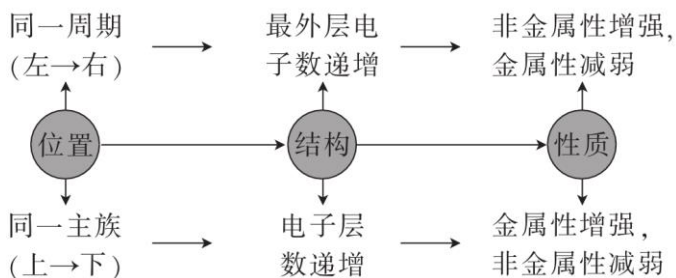 同一周期
(左→右)
最外层电
子数递增
非金属性增强,
金属性减弱
位置
结构
性质
同一主族
(上→下)
电子层
数递增
金属性增强,
非金属性减弱